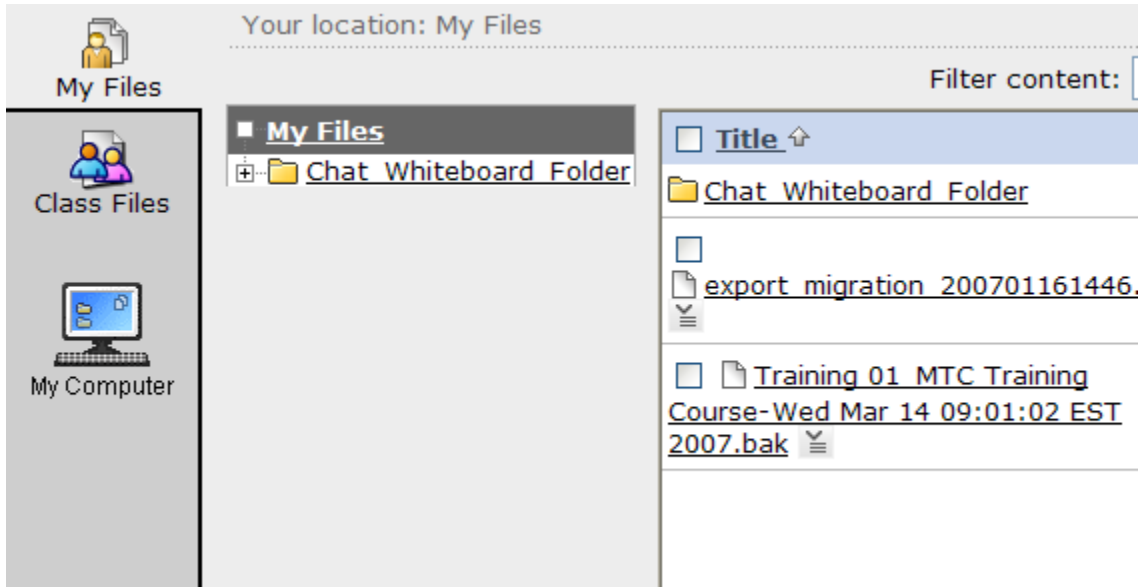 Your location: My Files
My Files
Filter content:
Class Files
My Computer
My Files
Chat_Whiteboard_Folder
Title
Chat_Whiteboard_Folder
export_migration_200701161446.
Training 01_MTC Training
Course-Wed Mar 14 09:01:02 EST
2007.bak